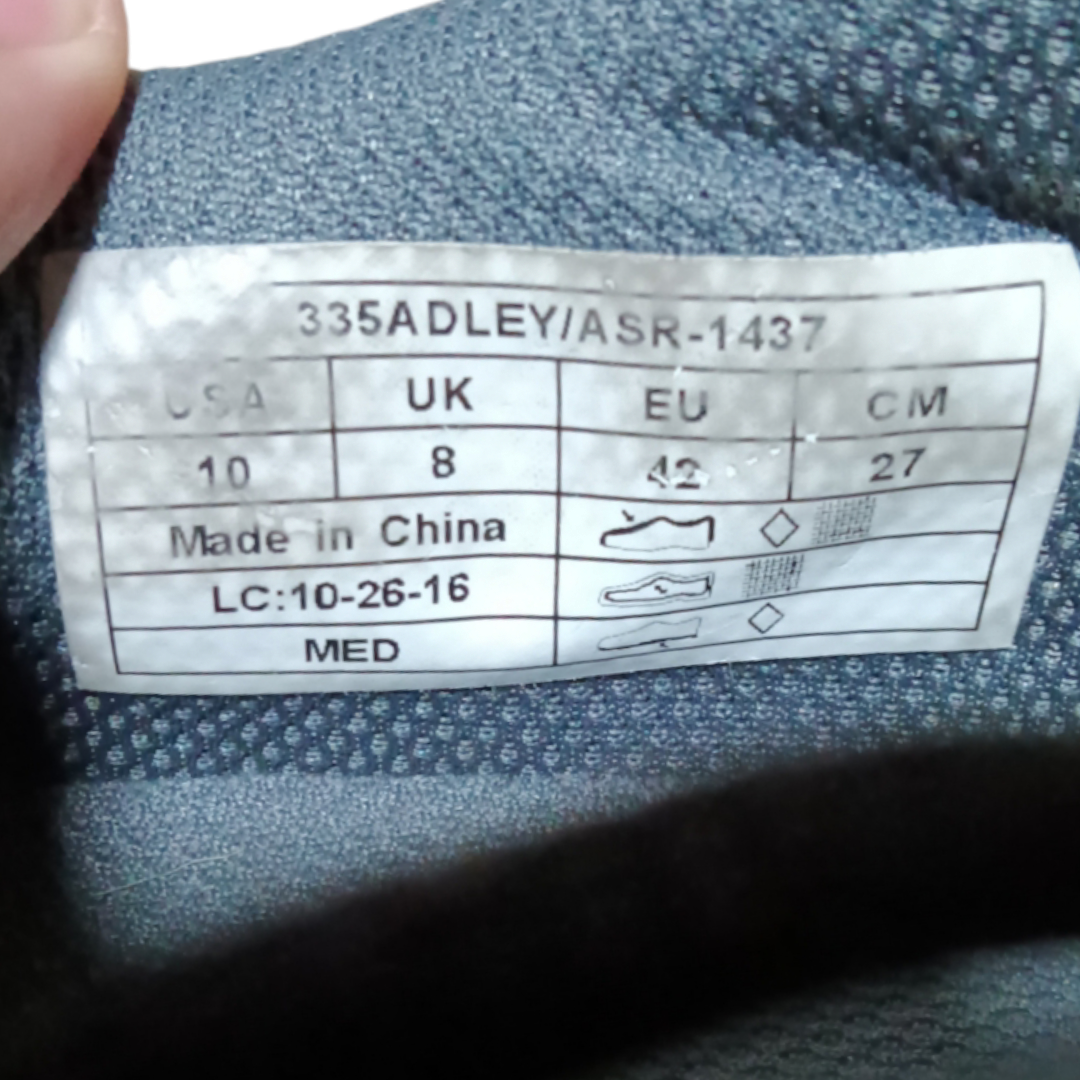 335ADLEY/ASR-1437
USA UK EU CM
10 8 42 27
Made in China
LC:10-26-16
MED